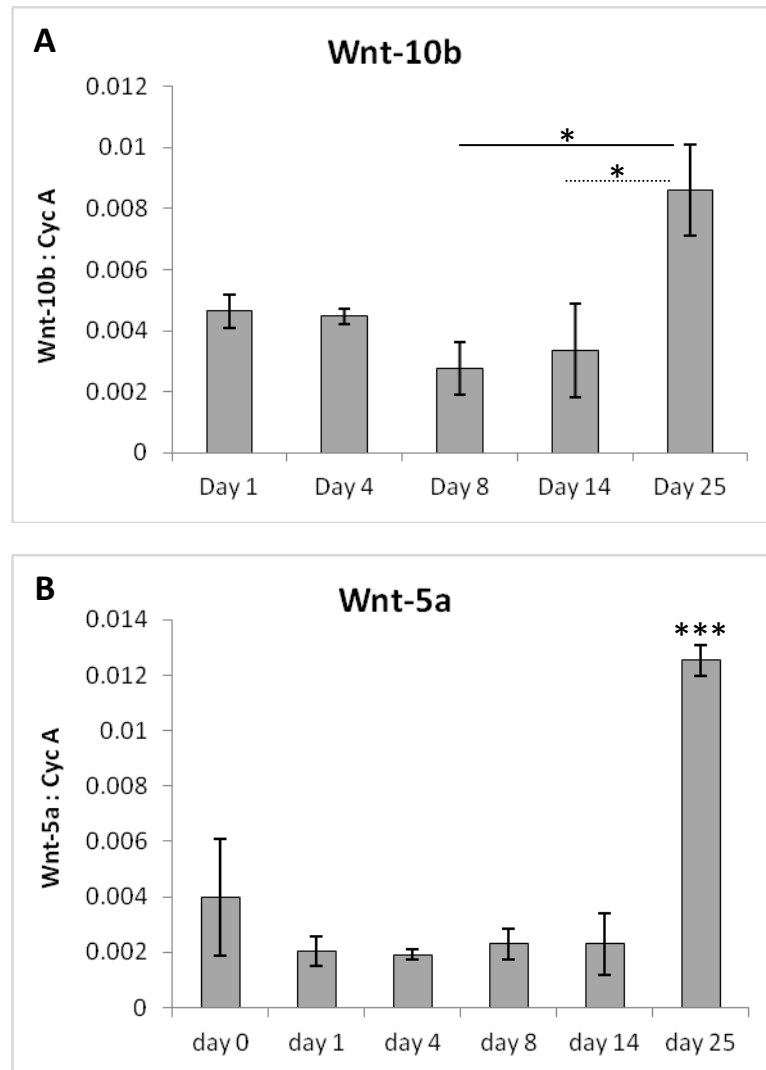 A
Wnt-10b
0.012
0.01
0.008
0.006
0.004
0.002
0
Wnt-10b : Cyc A
*
*
Day 1 Day 4 Day 8 Day 14 Day 25
B
Wnt-5a
0.014
0.012
0.01
0.008
0.006
0.004
0.002
0
Wnt-5a : Cyc A
***
day 0 day 1 day 4 day 8 day 14 day 25